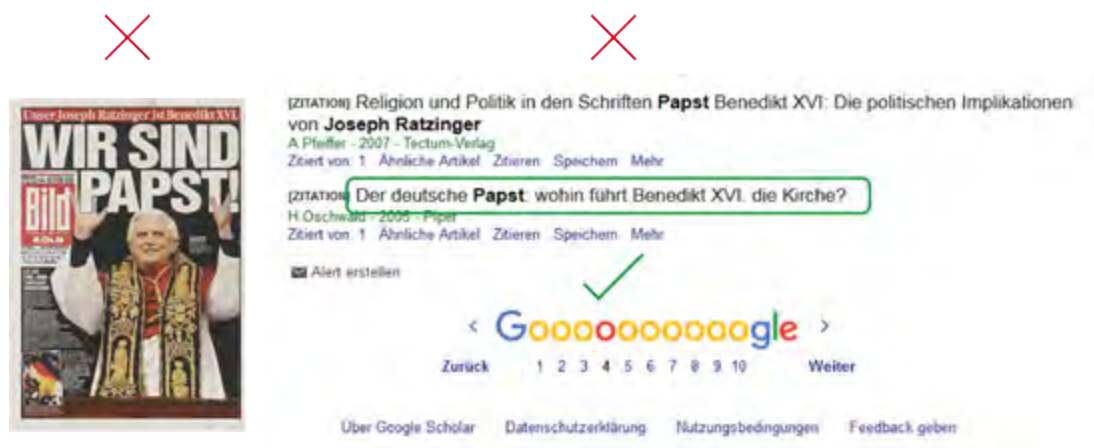 Unser Joseph Ratzinger ist Benedikt XVI.
WIR SIND
PAPST!
Bild
KÖLN
[ZITATION] Religion und Politik in den Schriften Papst Benedikt XVI: Die politischen Implikationen
von Joseph Ratzinger
A Pfeiffer - 2007 - Tectum-Verlag
Zitiert von: 1 Ähnliche Artikel Zitieren Speichern Mehr
[ZITATION] Der deutsche Papst: wohin führt Benedikt XVI. die Kirche?
H Oschwald - 2005 - Piper
Zitiert von: 1 Ähnliche Artikel Zitieren Speichern Mehr
Alert erstellen
< Goooooooooogle >
Zurück 1 2 3 4 5 6 7 8 9 10 Weiter
Über Google Scholar Datenschutzerklärung Nutzungsbedingungen Feedback geben